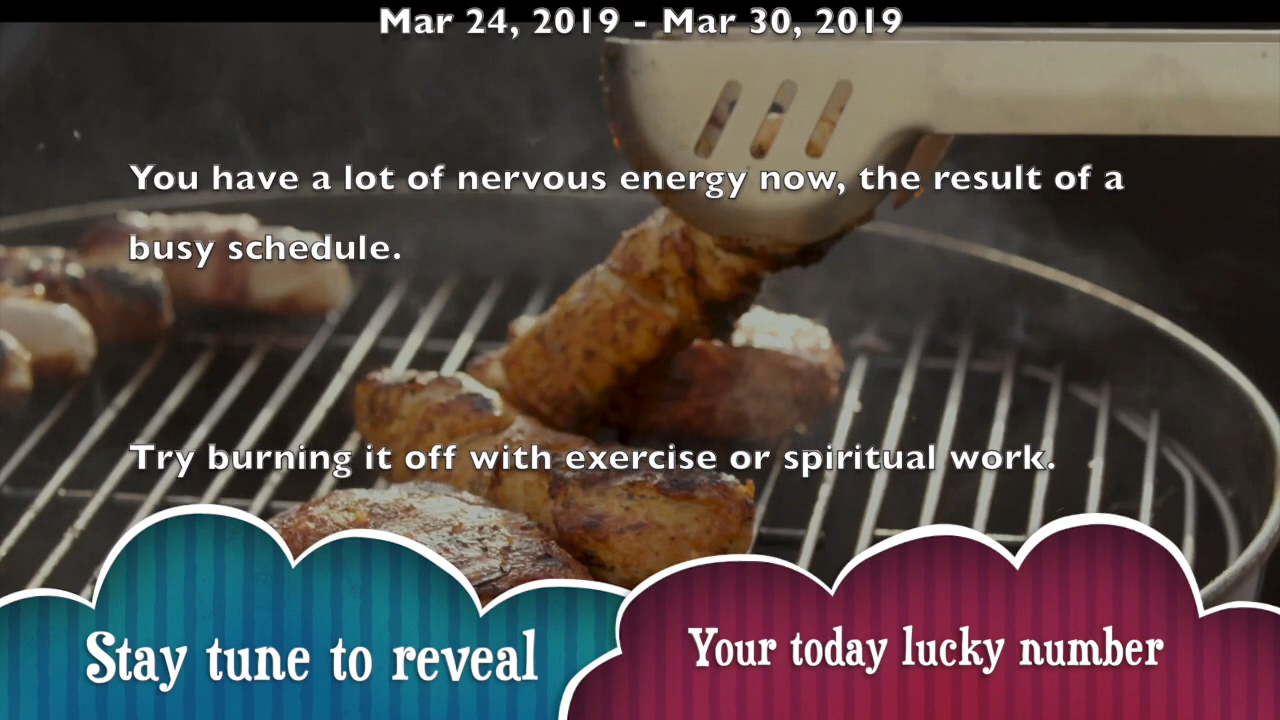 Mar 24, 2019 - Mar 30, 2019
You have a lot of nervous energy now, the result of a
busy schedule.
Try burning it off with exercise or spiritual work.
Stay tune to reveal
Your today lucky number